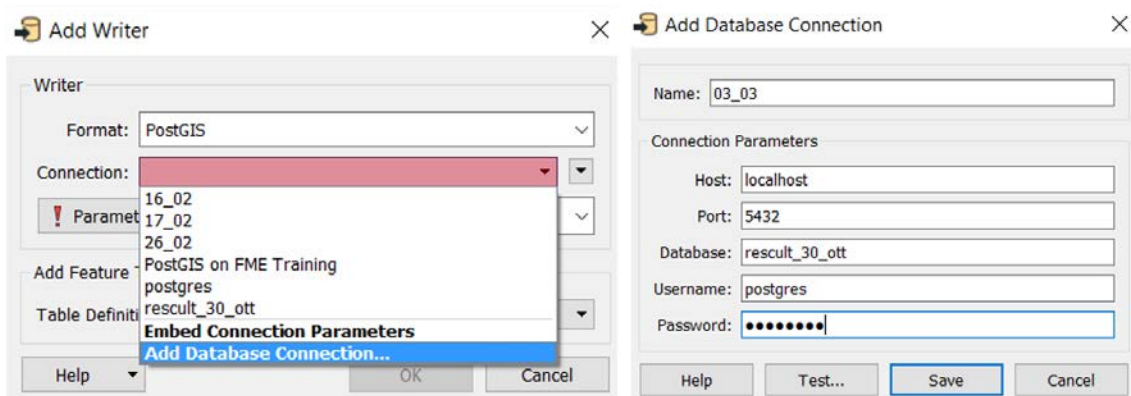 Add Writer
Writer
Format: PostGIS
Connection:
16_02
Paramet
17_02
26_02
PostGIS on FME Training
Add Feature T
postgres
rescult_30_ott
Table Definiti
Embed Connection Parameters
Add Database Connection...
Help
OK
Cancel
Add Database Connection
Name: 03_03
Connection Parameters
Host: localhost
Port: 5432
Database: rescult_30_ott
Username: postgres
Password: ●●●●●●●●
Help
Test...
Save
Cancel